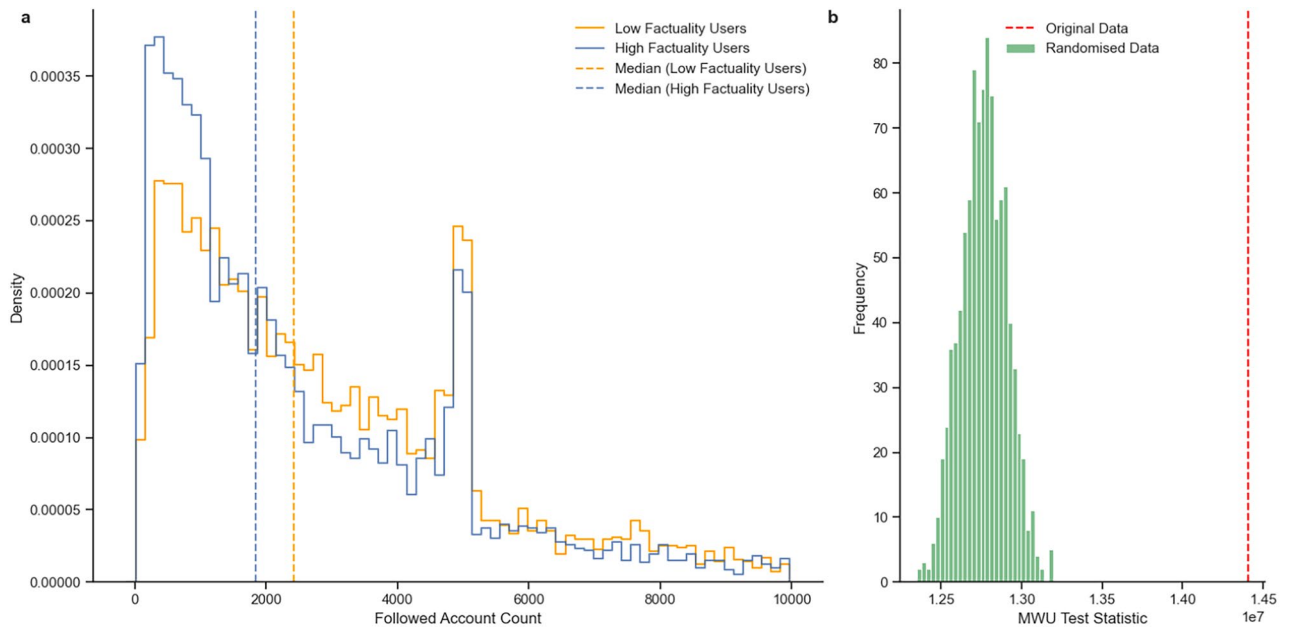 a
Low Factuality Users
High Factuality Users
Median (Low Factuality Users)
Median (High Factuality Users)
0.00035
0.00030
0.00025
0.00020
0.00015
0.00010
0.00005
0.00000
Density
0 2000 4000 6000 8000 10000
Followed Account Count
b
Original Data
Randomised Data
80
70
60
50
40
30
20
10
0
Frequency
1.25 1.30 1.35 1.40 1.45
1e7
MWU Test Statistic